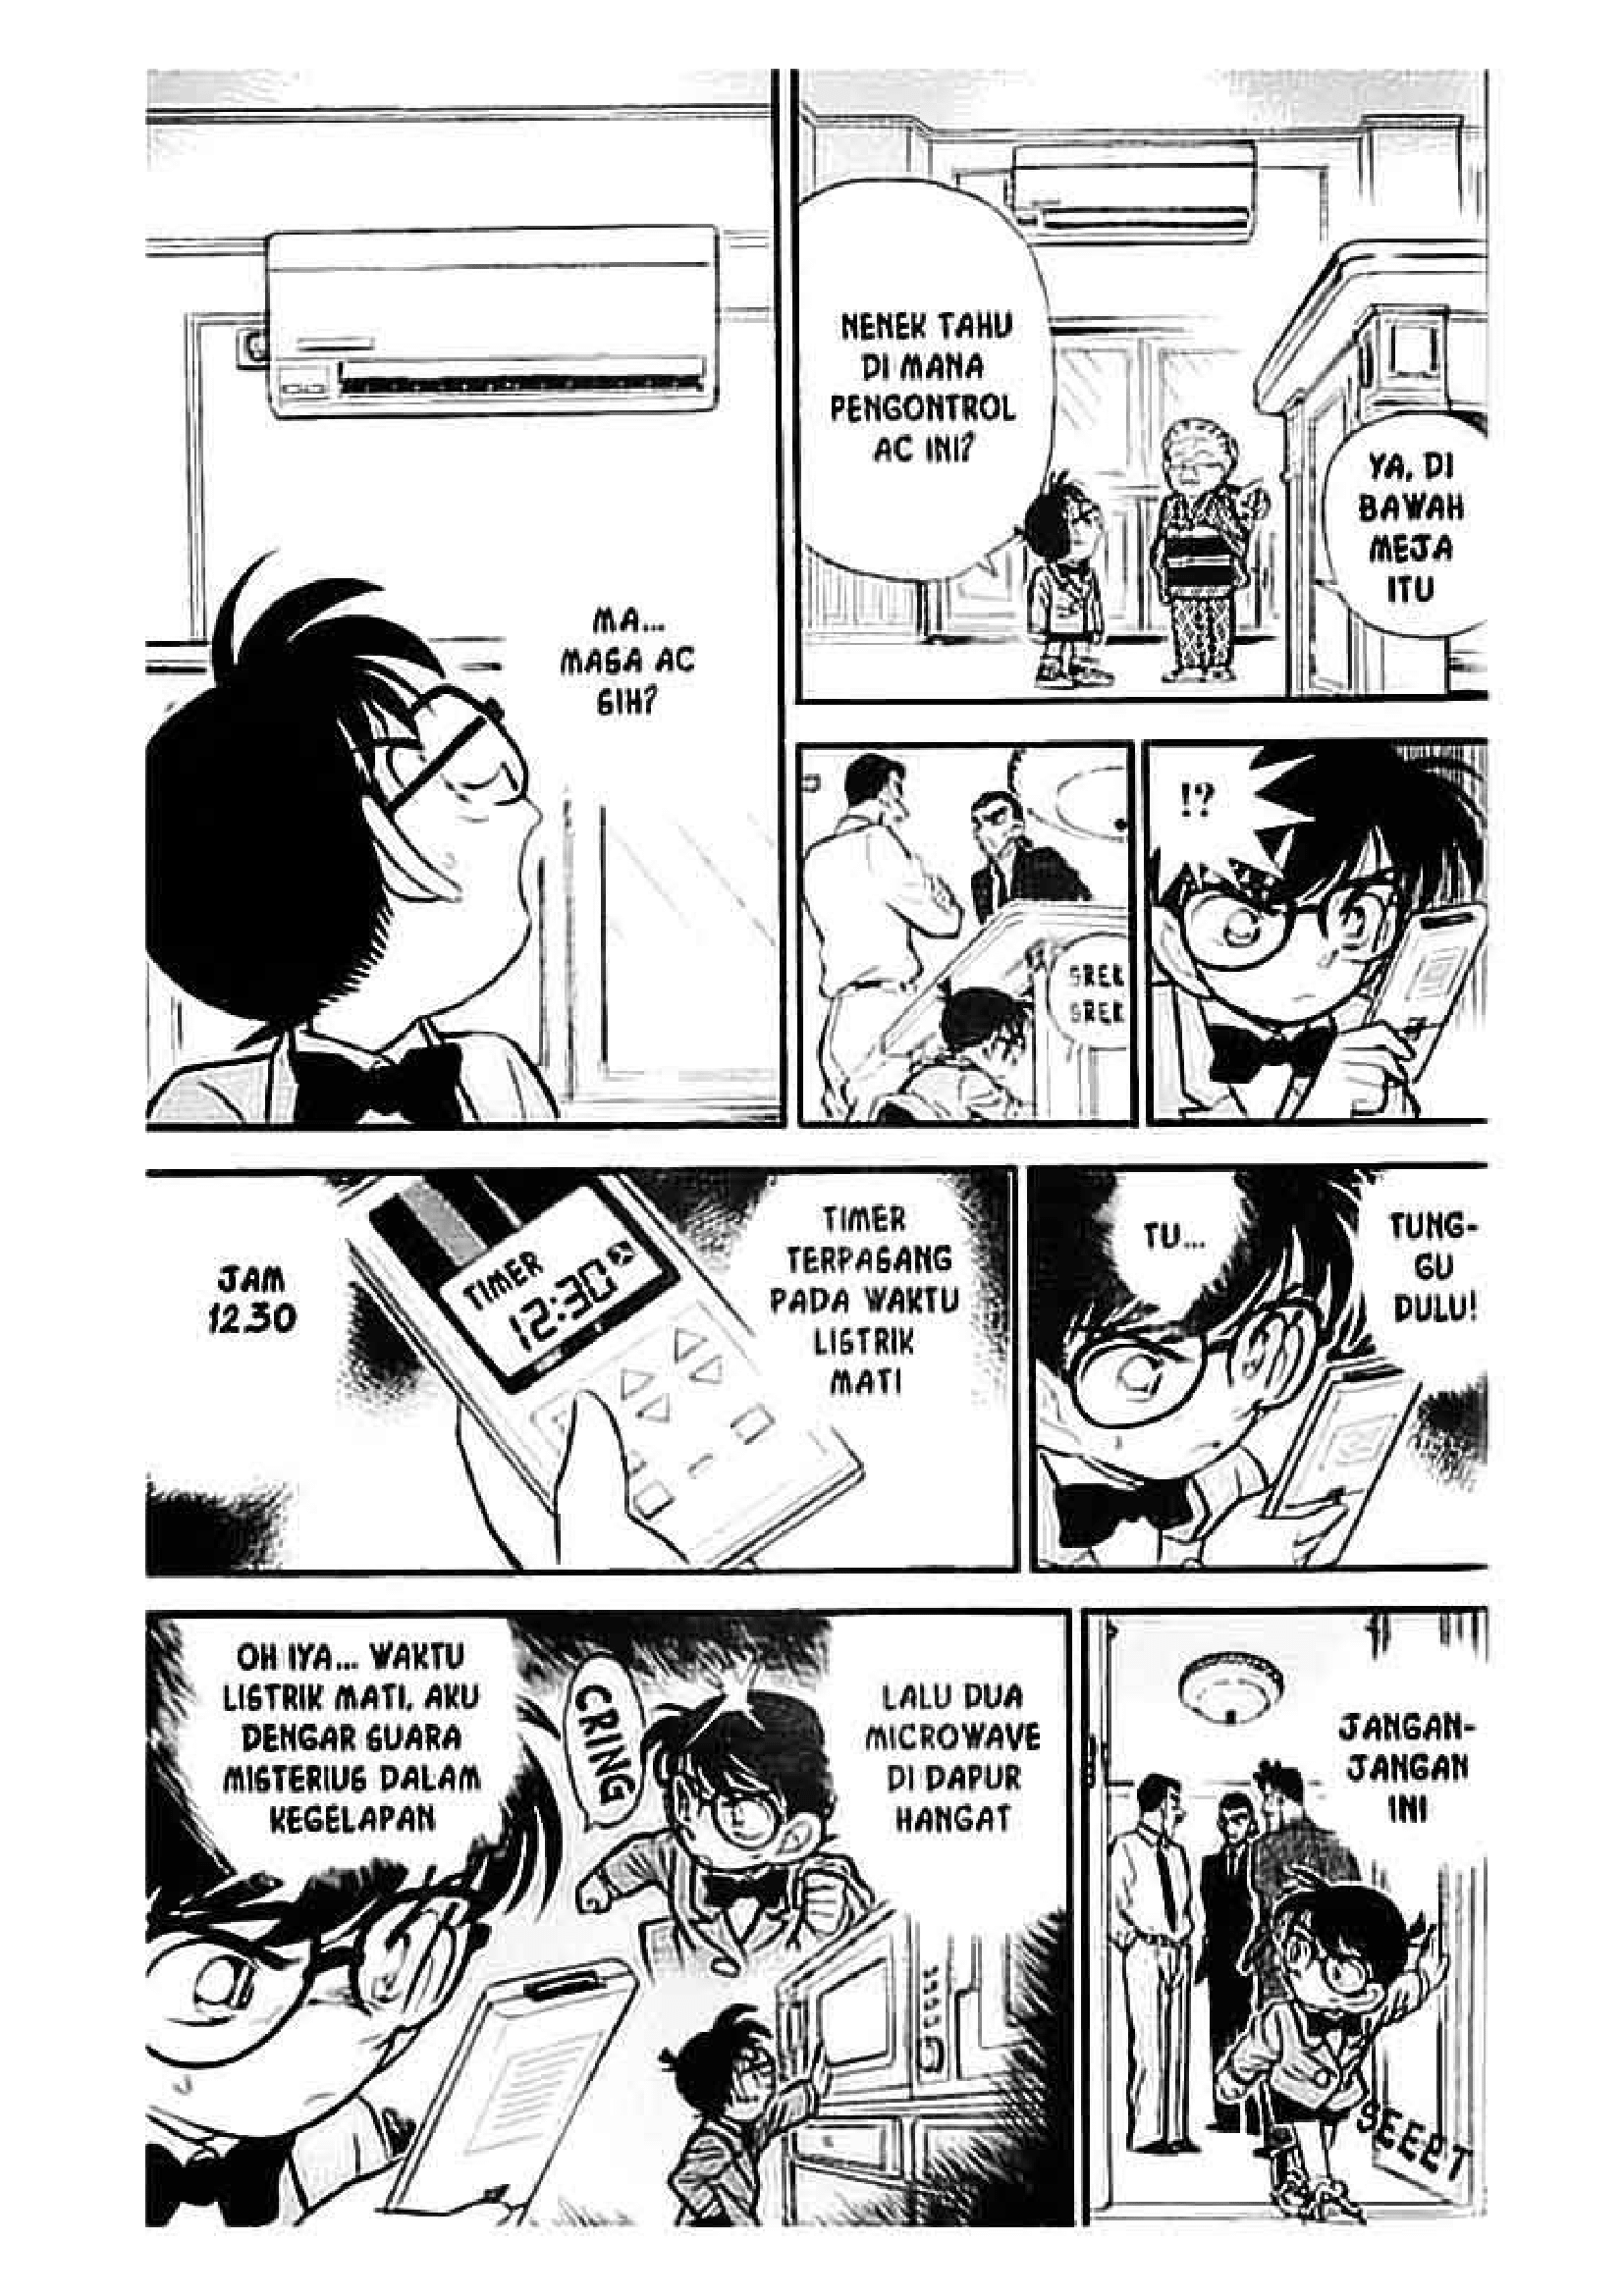 MA...
MASA AC
SIH?
NENEK TAHU
DI MANA
PENGONTROL
AC INI?
YA, DI
BAWAH
MEJA
ITU
SREK
SREK
!?
JAM
12.30
TIMER
12:30
TIMER
TERPASANG
PADA WAKTU
LISTRIK
MATI
TU...
TUNG-
GU
DULU!
OH IYA... WAKTU
LISTRIK MATI, AKU
DENGAR SUARA
MISTERIUS DALAM
KEGELAPAN
CRING
LALU DUA
MICROWAVE
DI DAPUR
HANGAT
JANGAN-
JANGAN
INI
SEEET